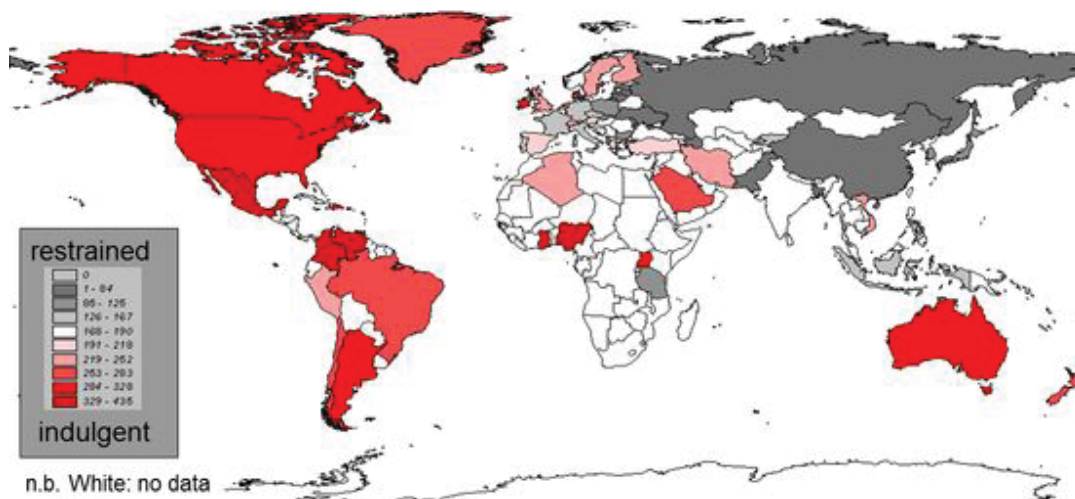 restrained
0
1 - 84
85 - 125
126 - 167
168 - 190
191 - 218
219 - 252
253 - 283
284 - 328
329 - 435
indulgent
n.b. White: no data